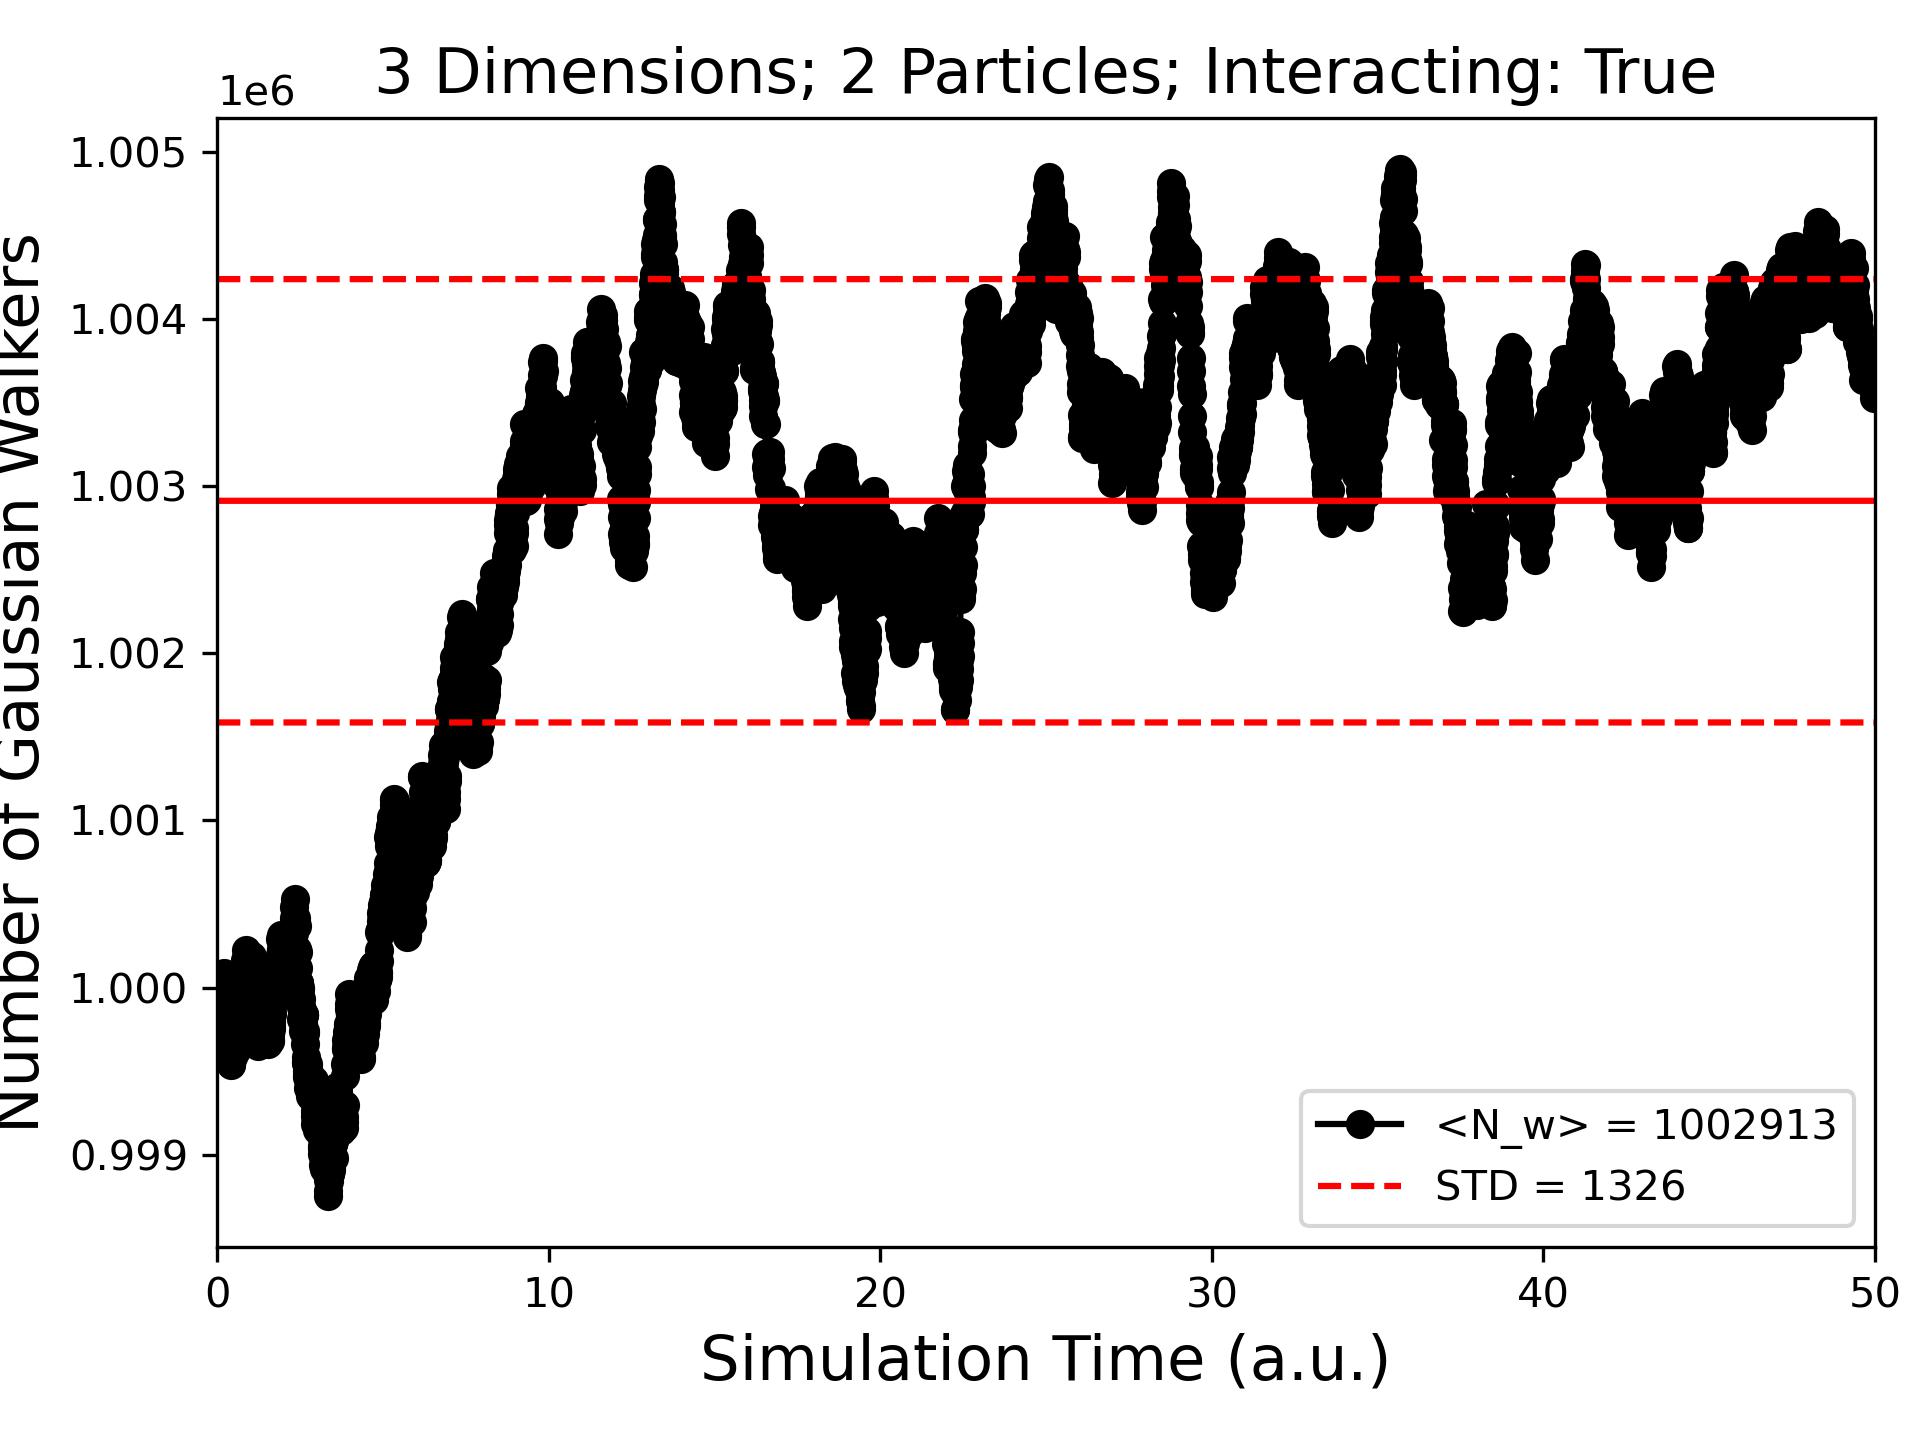 3 Dimensions; 2 Particles; Interacting: True
1e6
1.005
1.004
1.003
1.002
1.001
1.000
0.999
Number of Gaussian Walkers
<N_w> = 1002913
STD = 1326
0 10 20 30 40 50
Simulation Time (a.u.)